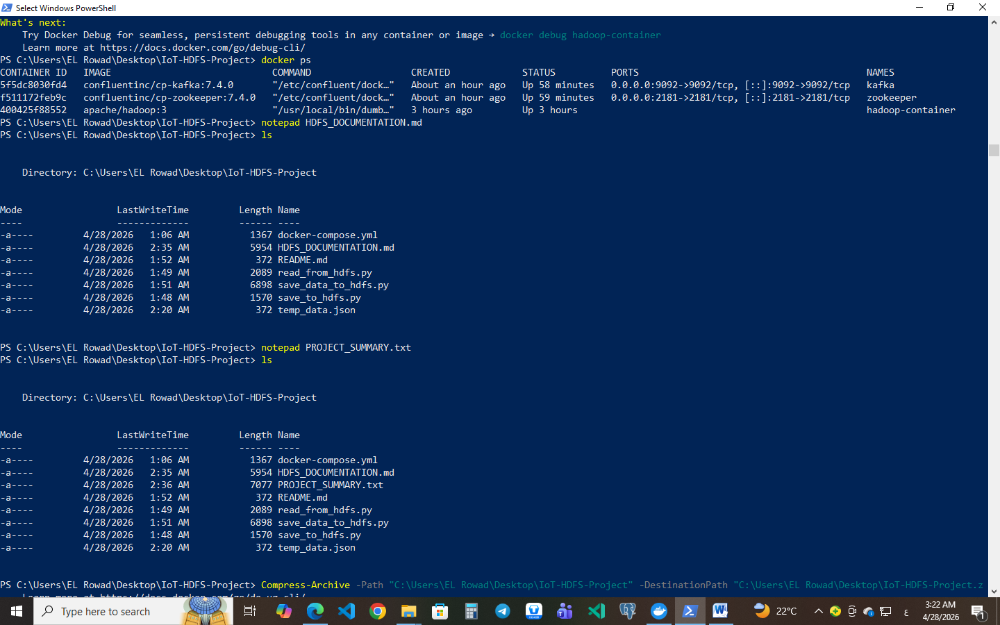 Select Windows PowerShell
What's next:
    Try Docker Debug for seamless, persistent debugging tools in any container or image → docker debug hadoop-container
    Learn more at https://docs.docker.com/go/debug-cli/
PS C:\Users\EL Rowad\Desktop\IoT-HDFS-Project> docker ps
CONTAINER ID   IMAGE                             COMMAND                  CREATED             STATUS          PORTS                                         NAMES
5f5dc8030fd4   confluentinc/cp-kafka:7.4.0       "/etc/confluent/dock…"   About an hour ago   Up 58 minutes   0.0.0.0:9092->9092/tcp, [::]:9092->9092/tcp   kafka
f511172feb9c   confluentinc/cp-zookeeper:7.4.0   "/etc/confluent/dock…"   About an hour ago   Up 59 minutes   0.0.0.0:2181->2181/tcp, [::]:2181->2181/tcp   zookeeper
400425f88552   apache/hadoop:3                   "/usr/local/bin/dumb…"   3 hours ago         Up 3 hours                                                    hadoop-container
PS C:\Users\EL Rowad\Desktop\IoT-HDFS-Project> notepad HDFS_DOCUMENTATION.md
PS C:\Users\EL Rowad\Desktop\IoT-HDFS-Project> ls
    Directory: C:\Users\EL Rowad\Desktop\IoT-HDFS-Project
Mode                 LastWriteTime         Length Name
----                 -------------         ------ ----
-a----         4/28/2026   1:06 AM           1367 docker-compose.yml
-a----         4/28/2026   2:35 AM           5954 HDFS_DOCUMENTATION.md
-a----         4/28/2026   1:52 AM            372 README.md
-a----         4/28/2026   1:49 AM           2089 read_from_hdfs.py
-a----         4/28/2026   1:51 AM           6898 save_data_to_hdfs.py
-a----         4/28/2026   1:48 AM           1570 save_to_hdfs.py
-a----         4/28/2026   2:20 AM            372 temp_data.json
PS C:\Users\EL Rowad\Desktop\IoT-HDFS-Project> notepad PROJECT_SUMMARY.txt
PS C:\Users\EL Rowad\Desktop\IoT-HDFS-Project> ls
    Directory: C:\Users\EL Rowad\Desktop\IoT-HDFS-Project
Mode                 LastWriteTime         Length Name
----                 -------------         ------ ----
-a----         4/28/2026   1:06 AM           1367 docker-compose.yml
-a----         4/28/2026   2:35 AM           5954 HDFS_DOCUMENTATION.md
-a----         4/28/2026   2:36 AM           7077 PROJECT_SUMMARY.txt
-a----         4/28/2026   1:52 AM            372 README.md
-a----         4/28/2026   1:49 AM           2089 read_from_hdfs.py
-a----         4/28/2026   1:51 AM           6898 save_data_to_hdfs.py
-a----         4/28/2026   1:48 AM           1570 save_to_hdfs.py
-a----         4/28/2026   2:20 AM            372 temp_data.json
PS C:\Users\EL Rowad\Desktop\IoT-HDFS-Project> Compress-Archive -Path "C:\Users\EL Rowad\Desktop\IoT-HDFS-Project" -DestinationPath "C:\Users\EL Rowad\Desktop\IoT-HDFS-Project.z
Type here to search
22°C
ع
3:22 AM
4/28/2026
1